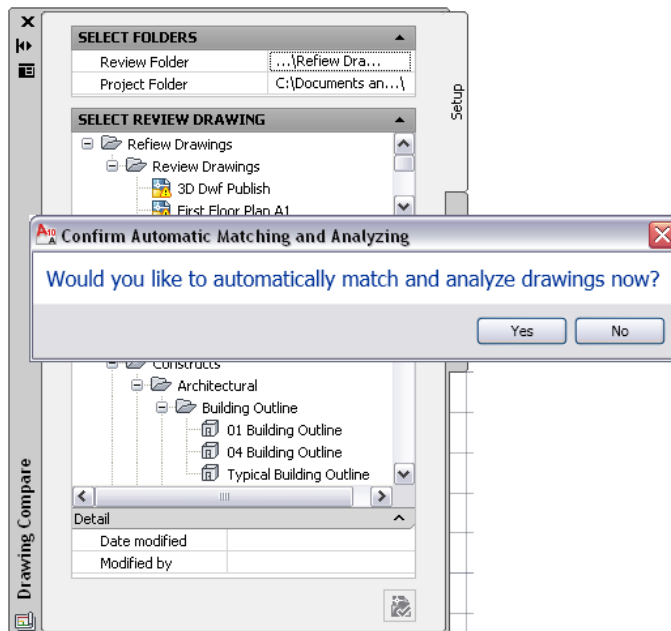 SELECT FOLDERS
Review Folder ...\Refiew Dra...
Project Folder C:\Documents an...\
Setup
SELECT REVIEW DRAWING
Refiew Drawings
Review Drawings
3D Dwf Publish
First Floor Plan A1
Confirm Automatic Matching and Analyzing
Would you like to automatically match and analyze drawings now?
Yes No
Constructs
Architectural
Building Outline
01 Building Outline
04 Building Outline
Typical Building Outline
Detail
Date modified
Modified by
Drawing Compare